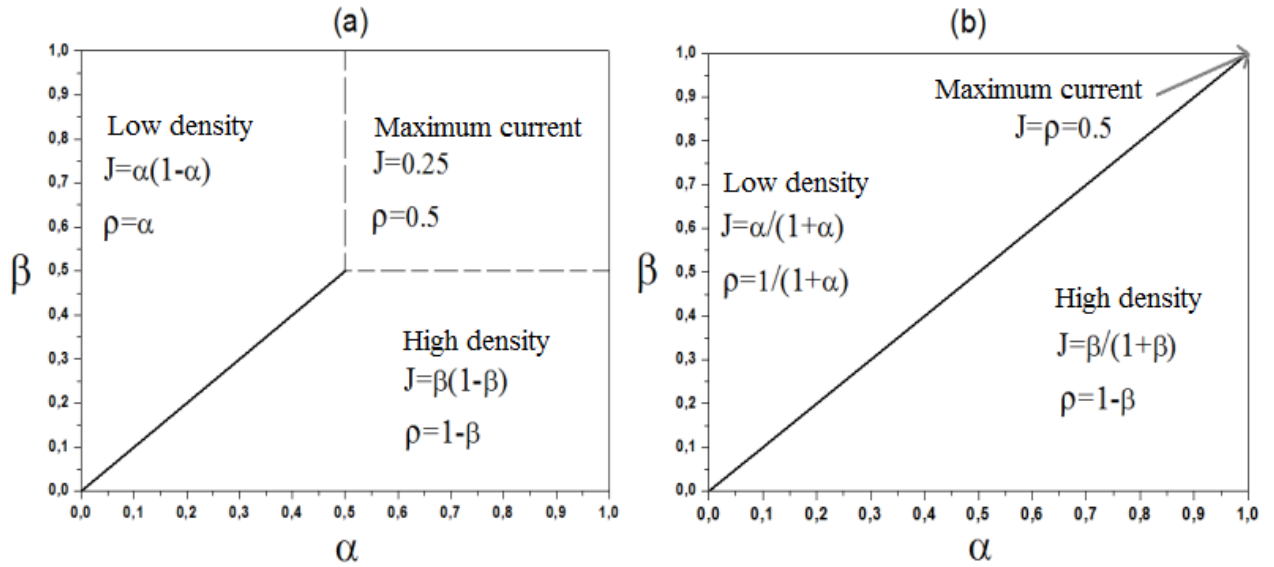 (a)
1,0
0,9
0,8
0,7
0,6
0,5
0,4
0,3
0,2
0,1
0,0
β
Low density
J=α(1-α)
ρ=α
Maximum current
J=0.25
ρ=0.5
High density
J=β(1-β)
ρ=1-β
0,0 0,1 0,2 0,3 0,4 0,5 0,6 0,7 0,8 0,9 1,0
α
(b)
1,0
0,9
0,8
0,7
0,6
0,5
0,4
0,3
0,2
0,1
0,0
β
Maximum current
J=ρ=0.5
Low density
J=α/(1+α)
ρ=1/(1+α)
High density
J=β/(1+β)
ρ=1-β
0,0 0,1 0,2 0,3 0,4 0,5 0,6 0,7 0,8 0,9 1,0
α